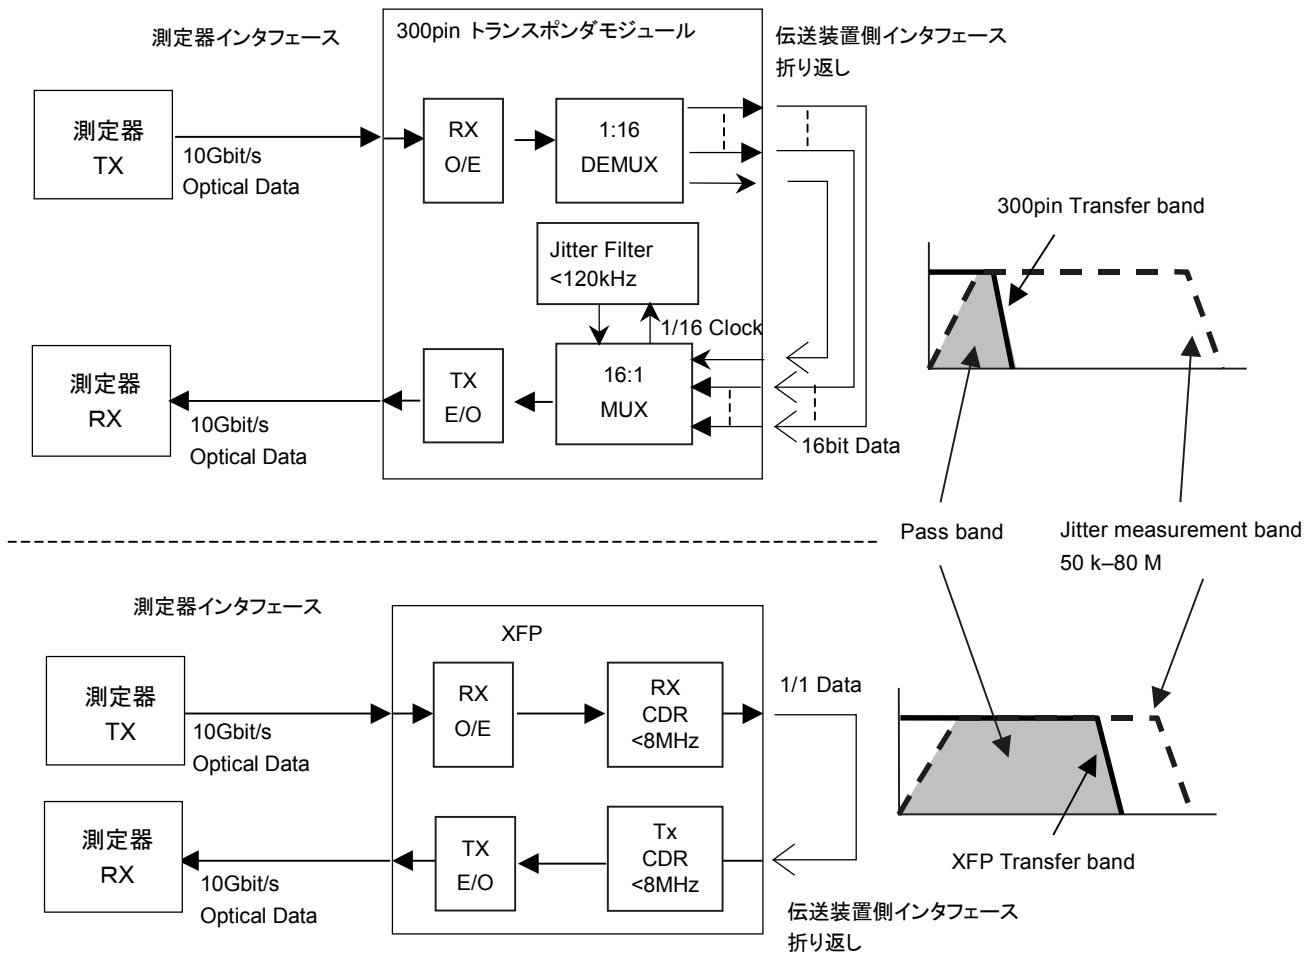 測定器インタフェース
300pin トランスポンダモジュール
伝送装置側インタフェース
折り返し
測定器
TX
10Gbit/s
Optical Data
RX
O/E
1:16
DEMUX
Jitter Filter
<120kHz
1/16 Clock
測定器
RX
10Gbit/s
Optical Data
TX
E/O
16:1
MUX
16bit Data
300pin Transfer band
Pass band
Jitter measurement band
50 k–80 M
測定器インタフェース
XFP
測定器
TX
10Gbit/s
Optical Data
RX
O/E
RX
CDR
<8MHz
1/1 Data
測定器
RX
10Gbit/s
Optical Data
TX
E/O
Tx
CDR
<8MHz
伝送装置側インタフェース
折り返し
XFP Transfer band